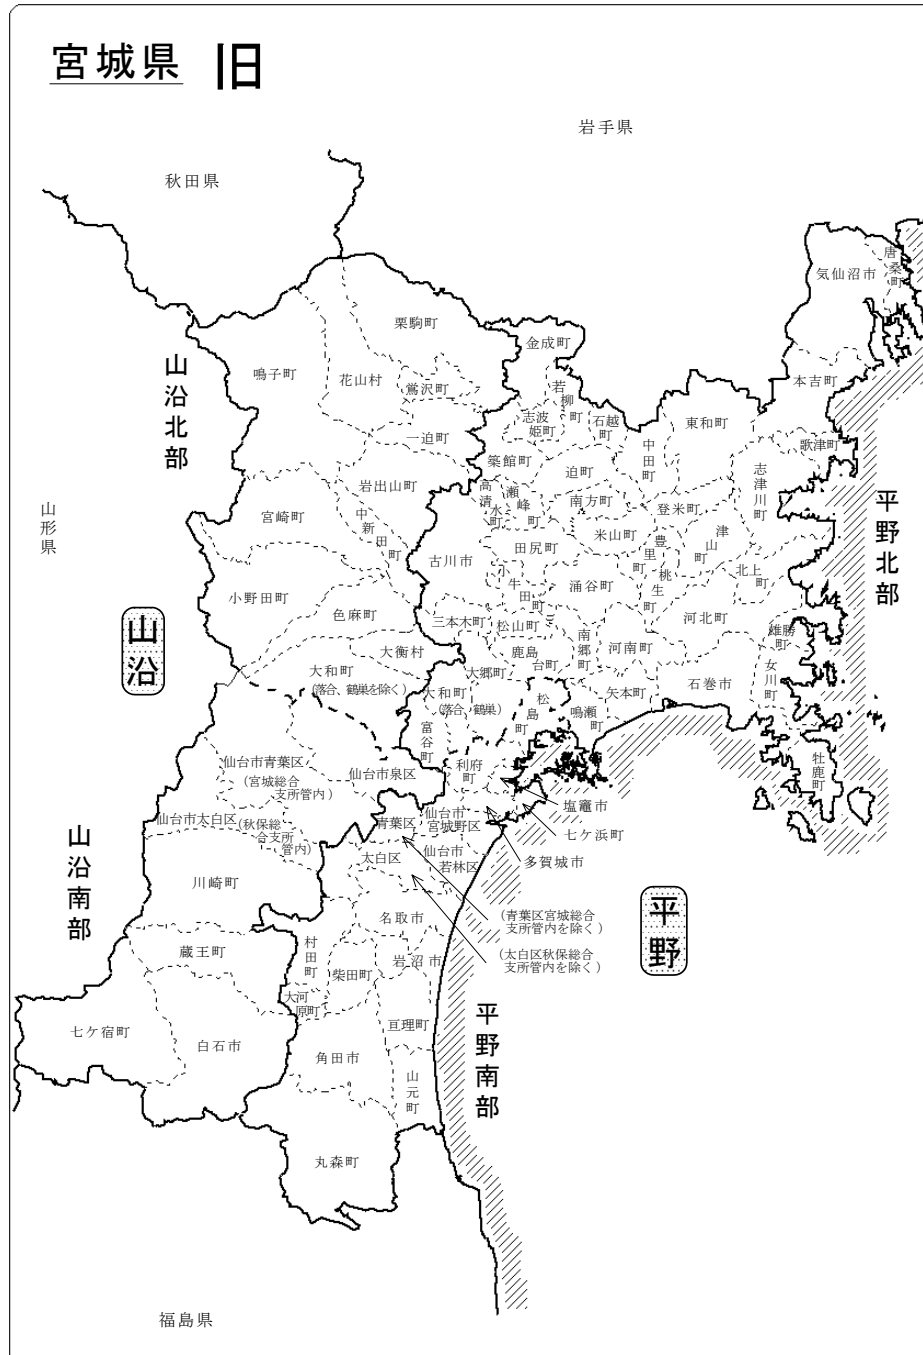 宮城県 旧
岩手県
秋田県
唐桑町
気仙沼市
栗駒町
金成町
山沿北部
鳴子町
花山村
鶯沢町
若柳町
本吉町
志波姫町
石越町
東和町
一迫町
中田町
歌津町
築館町
迫町
志津川町
岩出山町
高清水町
瀬峰町
南方町
登米町
平野北部
山形県
宮崎町
中新田町
米山町
豊里町
津山町
古川市
田尻町
小牛田町
涌谷町
桃生町
北上町
小野田町
色麻町
三本木町
松山町
河北町
雄勝町
山沿
大衡村
鹿島台町
南郷町
河南町
女川町
大和町
(落合、鶴巣を除く)
大郷町
大和町
(落合、鶴巣)
松島町
鳴瀬町
矢本町
石巻市
富谷町
牡鹿町
仙台市青葉区
(宮城総合
支所管内)
仙台市泉区
利府町
塩竈市
仙台市太白区
(秋保総
合支所
管内)
青葉区
仙台市
宮城野区
七ケ浜町
太白区
仙台市
若林区
多賀城市
山沿南部
川崎町
平野
名取市
(青葉区宮城総合
支所管内を除く)
蔵王町
村田町
柴田町
岩沼市
(太白区秋保総合
支所管内を除く)
大河原町
七ケ宿町
白石市
亘理町
平野南部
角田市
山元町
丸森町
福島県